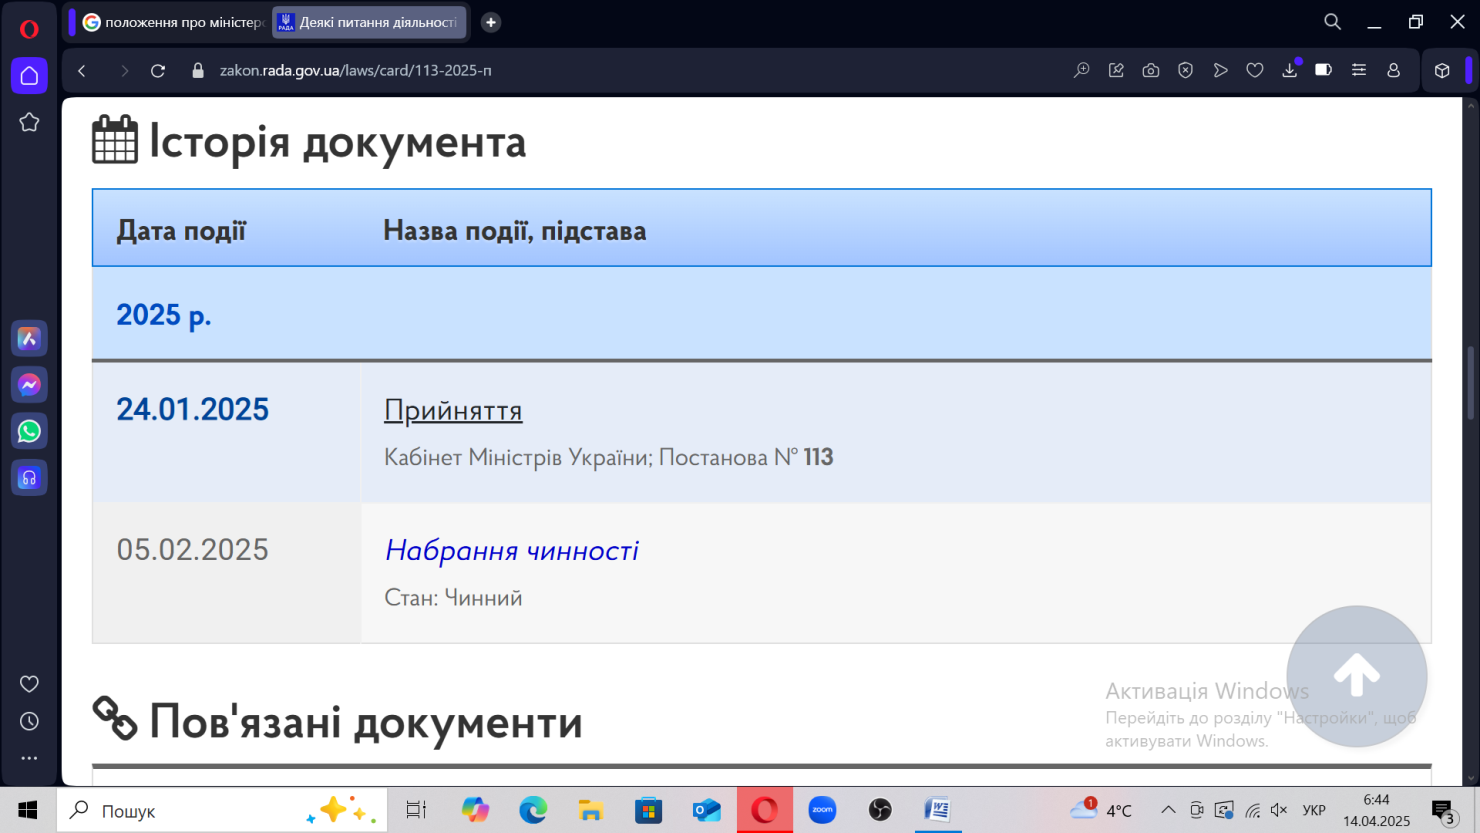 положення про міністерс
Деякі питання діяльності
zakon.rada.gov.ua/laws/card/113-2025-п
Історія документа
Дата події
Назва події, підстава
2025 р.
24.01.2025
Прийняття
Кабінет Міністрів України; Постанова № 113
05.02.2025
Набрання чинності
Стан: Чинний
Пов'язані документи
Активація Windows
Перейдіть до розділу "Настройки", щоб
активувати Windows.
Пошук
zoom
1
4°C
УКР
6:44
14.04.2025
3